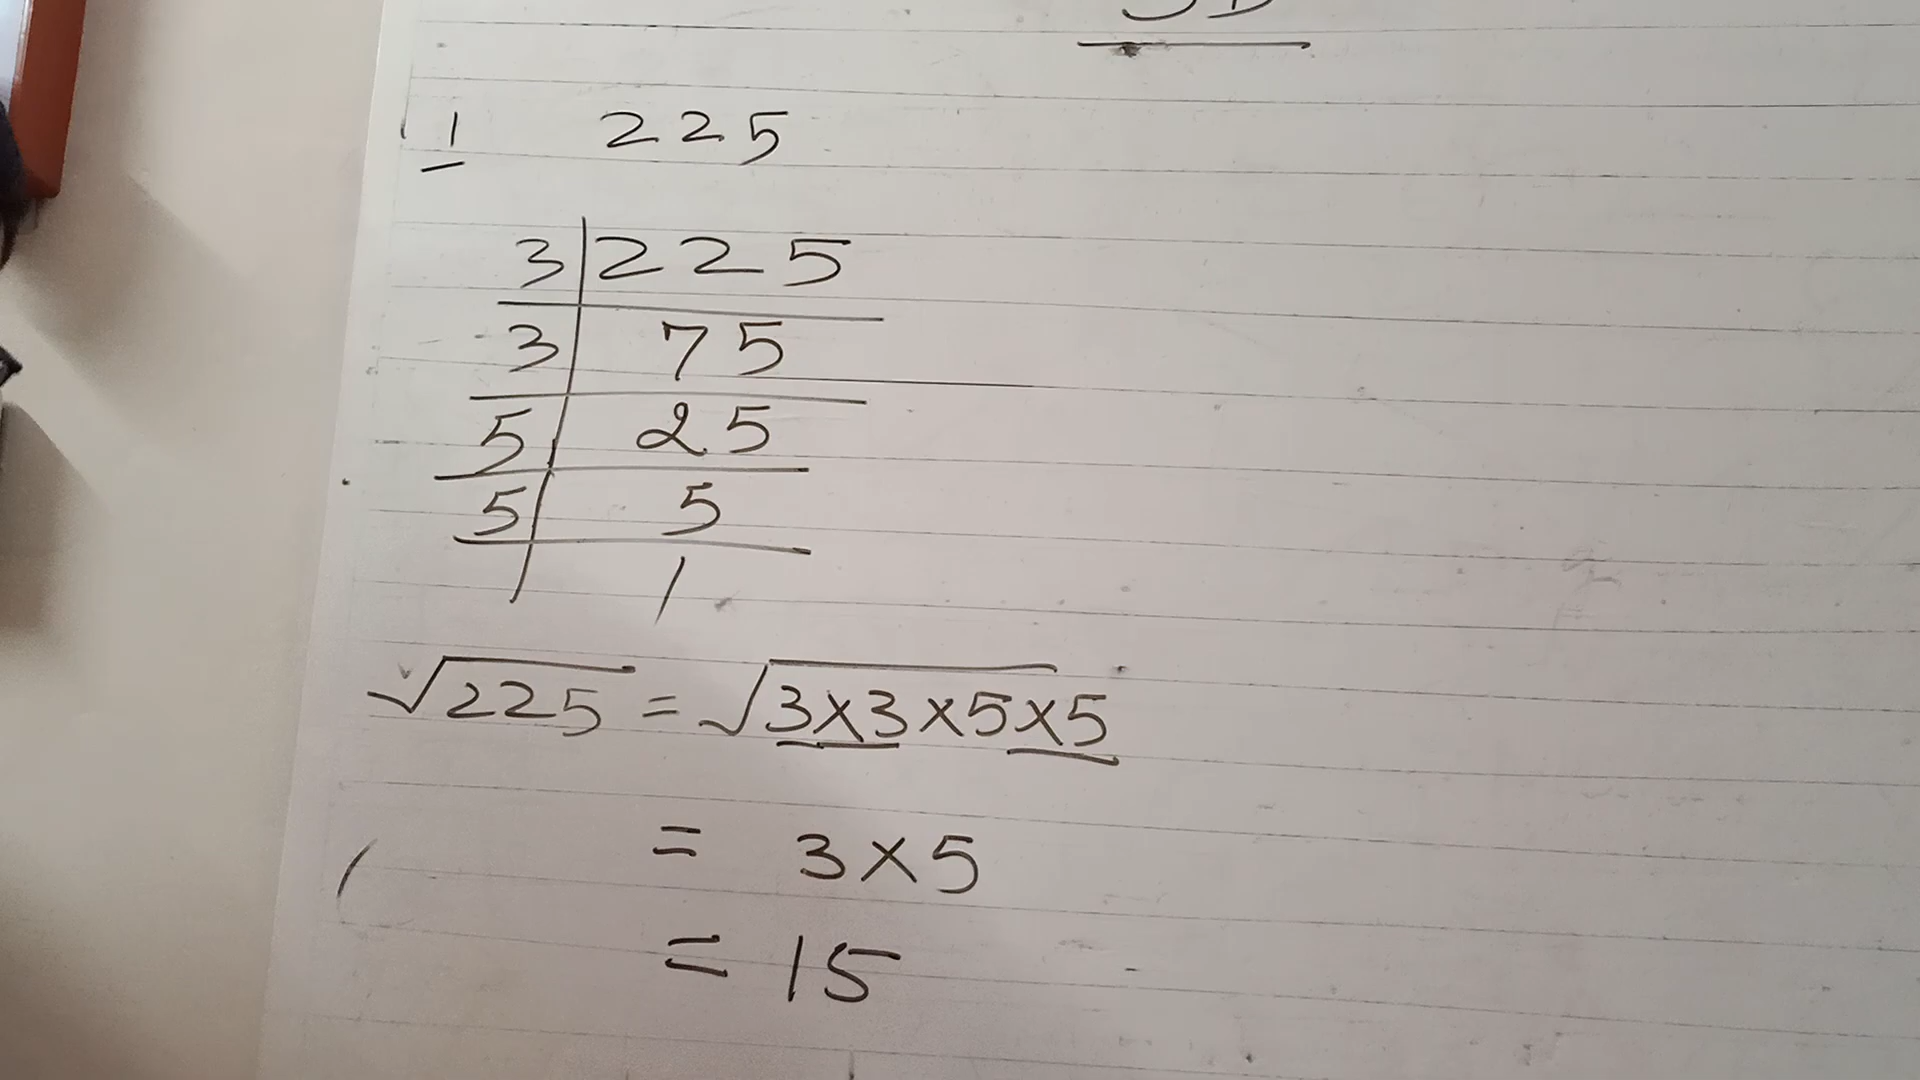 1 225
3 | 225
3 | 75
5 | 25
5 | 5
1
√225 = √3×3×5×5
= 3×5
= 15